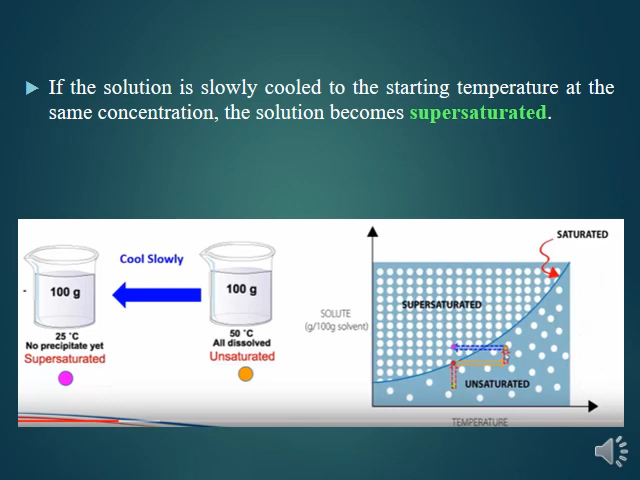 If the solution is slowly cooled to the starting temperature at the
same concentration, the solution becomes supersaturated.
Cool Slowly
100 g
100 g
25 °C
No precipitate yet
Supersaturated
50 °C
All dissolved
Unsaturated
SATURATED
SUPERSATURATED
SOLUTE
(g/100g solvent)
UNSATURATED
TEMPERATURE